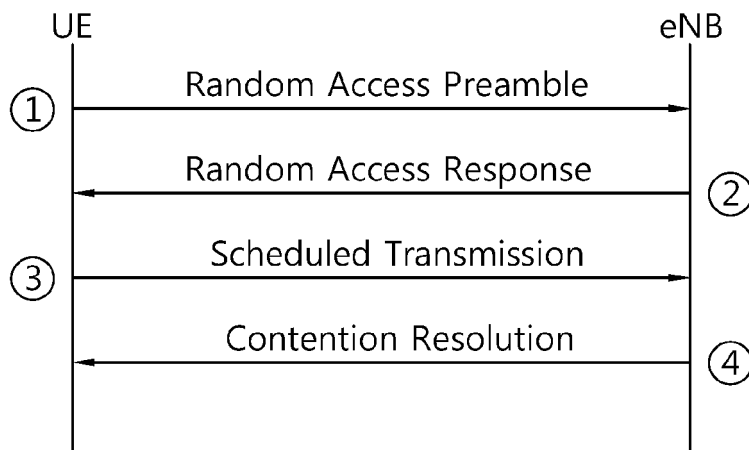 UE eNB
Random Access Preamble
①
Random Access Response
②
Scheduled Transmission
③
Contention Resolution
④